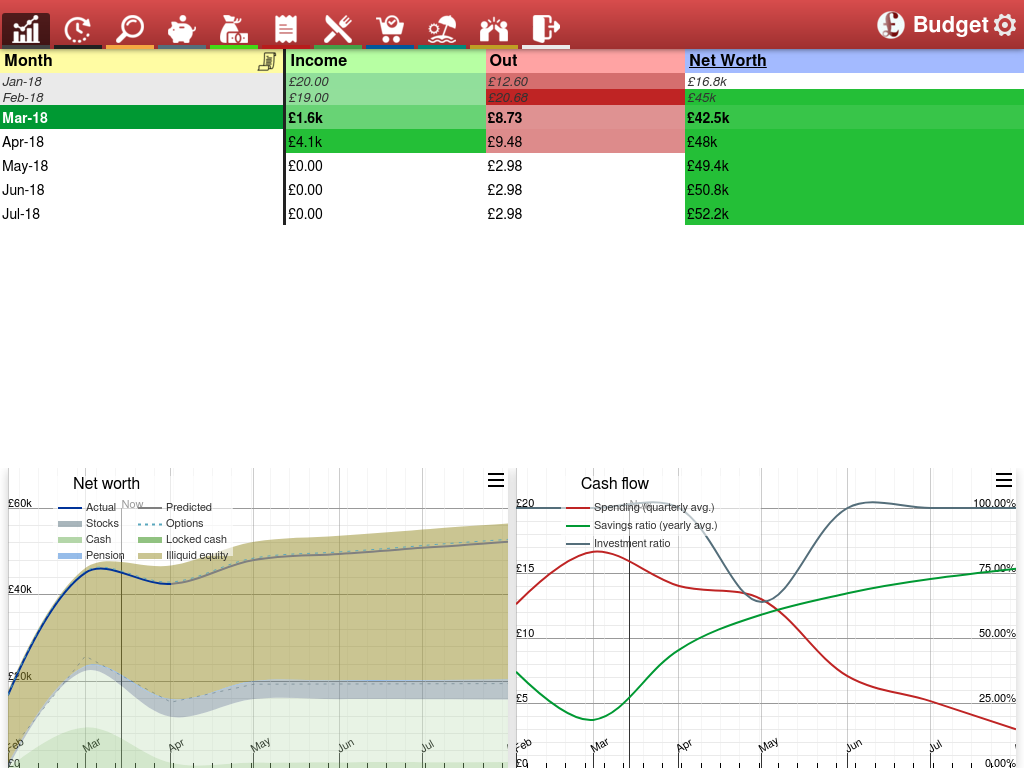 Budget
Month Income Out Net Worth
Jan-18 £20.00 £12.60 £16.8k
Feb-18 £19.00 £20.68 £45k
Mar-18 £1.6k £8.73 £42.5k
Apr-18 £4.1k £9.48 £48k
May-18 £0.00 £2.98 £49.4k
Jun-18 £0.00 £2.98 £50.8k
Jul-18 £0.00 £2.98 £52.2k
Net worth
£60k
Now
Actual Predicted
Stocks Options
Cash Locked cash
Pension Illiquid equity
£40k
£20k
£0
Feb Mar Apr May Jun Jul
Cash flow
£20 100.00%
Now
Spending (quarterly avg.)
Savings ratio (yearly avg.)
Investment ratio
£15 75.00%
£10 50.00%
£5 25.00%
£0 0.00%
Feb Mar Apr May Jun Jul